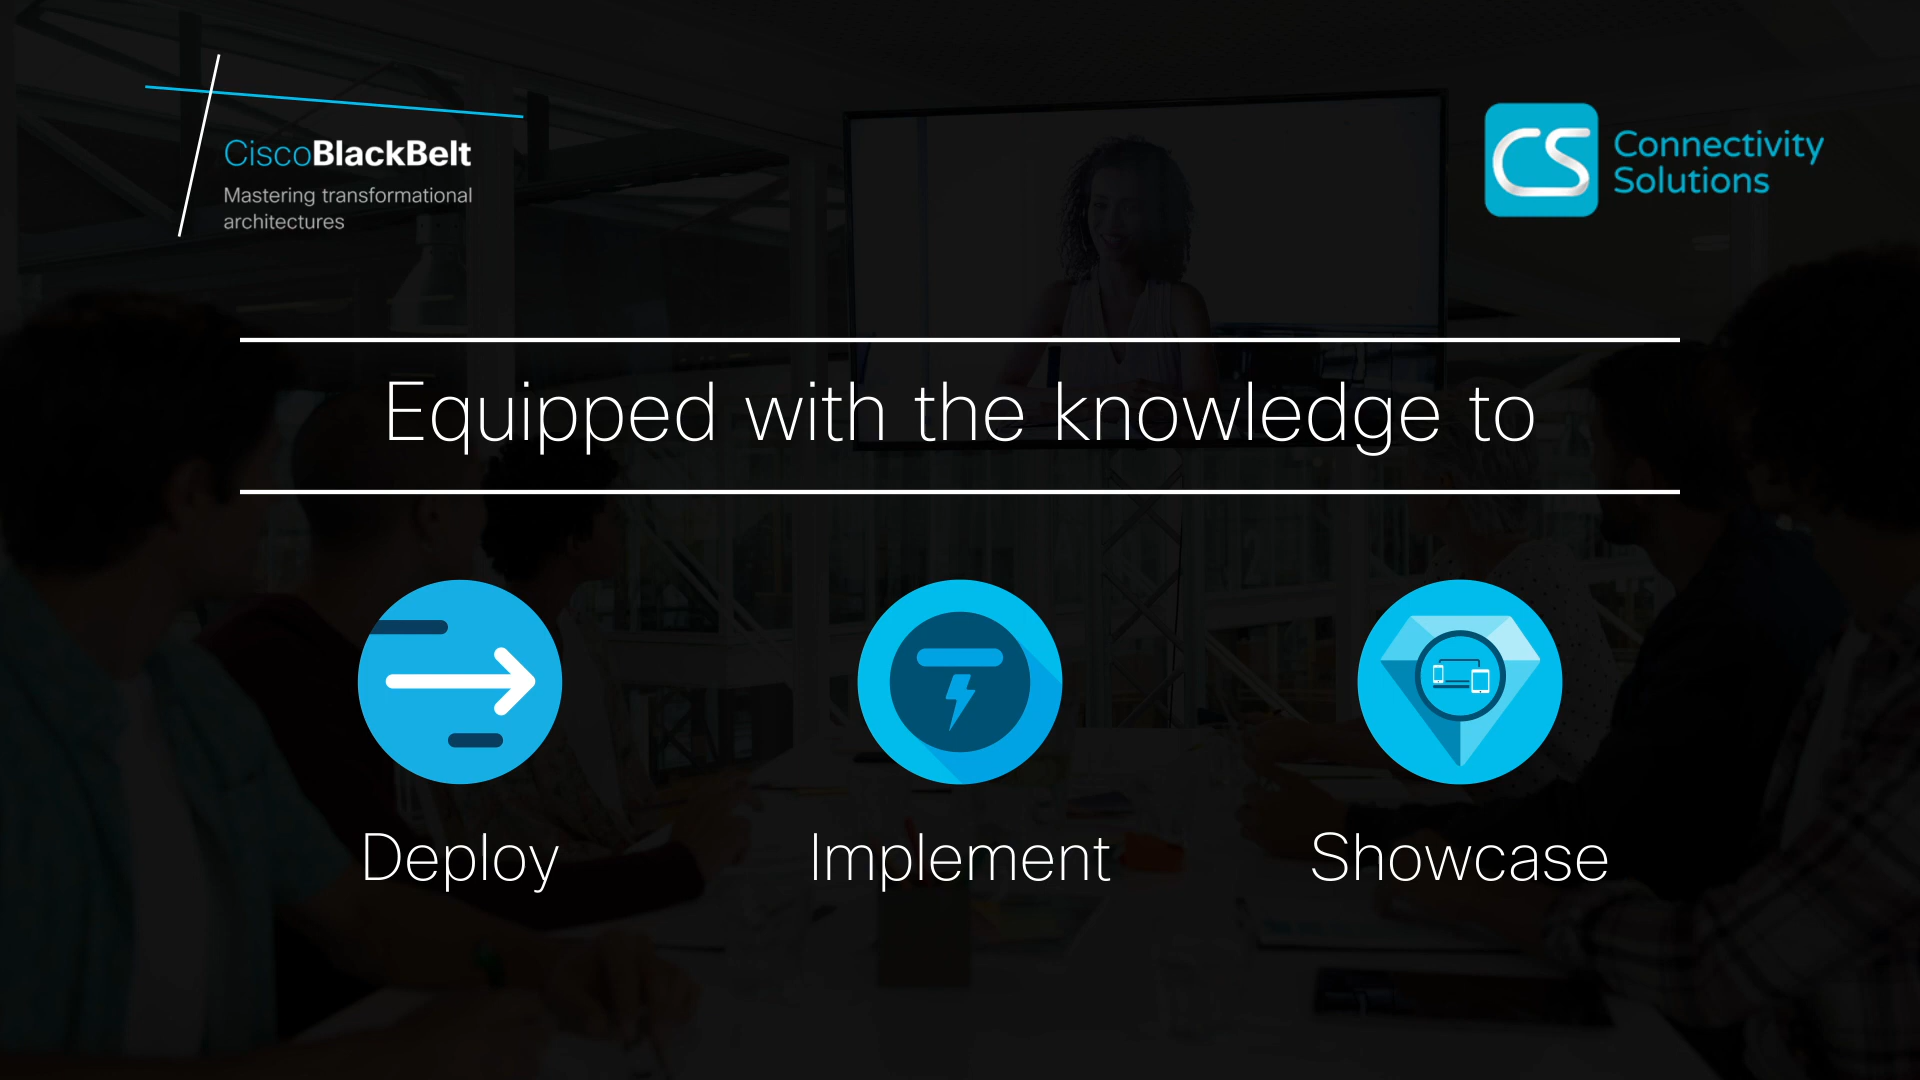 CiscoBlackBelt
Mastering transformational
architectures
CS
Connectivity
Solutions
Equipped with the knowledge to
Deploy
Implement
Showcase